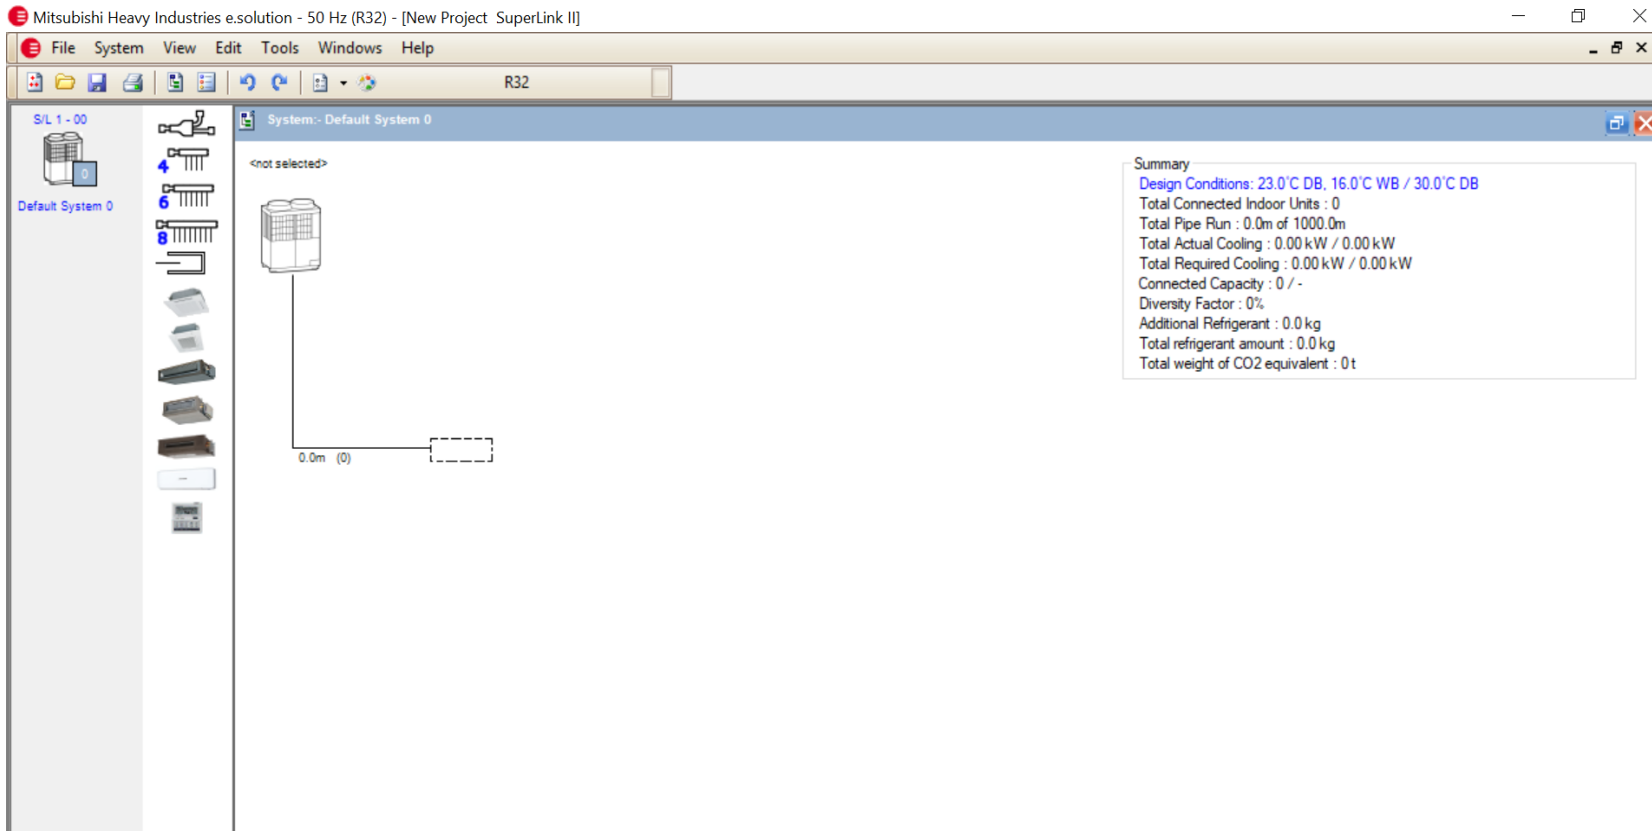 Mitsubishi Heavy Industries e.solution - 50 Hz (R32) - [New Project SuperLink II]
File System View Edit Tools Windows Help
R32
S/L 1 - 00
0
Default System 0
4
6
8
System:- Default System 0
<not selected>
0.0m (0)
Summary
Design Conditions: 23.0°C DB, 16.0°C WB / 30.0°C DB
Total Connected Indoor Units : 0
Total Pipe Run : 0.0m of 1000.0m
Total Actual Cooling : 0.00 kW / 0.00 kW
Total Required Cooling : 0.00 kW / 0.00 kW
Connected Capacity : 0 / -
Diversity Factor : 0%
Additional Refrigerant : 0.0 kg
Total refrigerant amount : 0.0 kg
Total weight of CO2 equivalent : 0 t